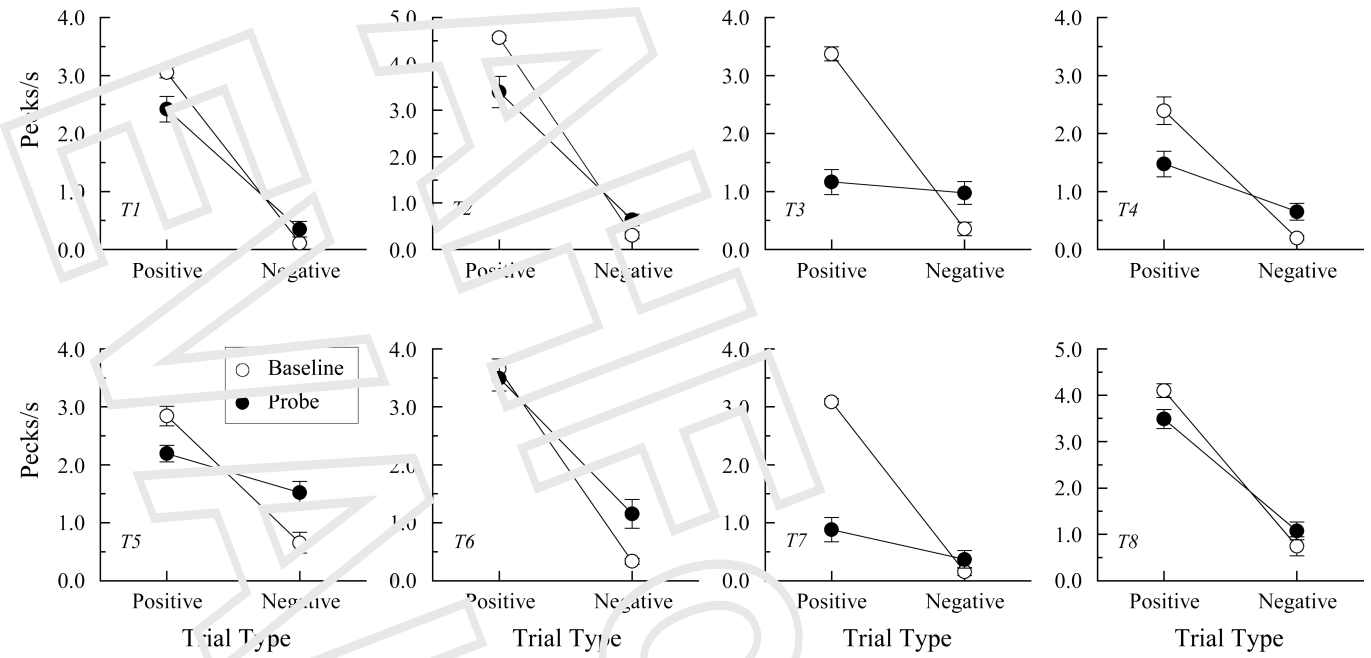 4.0 5.0 4.0 4.0
4.0
3.0 3.0 3.0 3.0
Pecks/s
2.0 2.0 2.0 2.0
1.0 1.0 1.0 1.0
T1 T2 T3 T4
0.0 0.0 0.0 0.0
Positive Negative Positive Negative Positive Negative Positive Negative
4.0 4.0 4.0 5.0
Baseline
Probe
4.0
3.0 3.0 3.0 3.0
Pecks/s
2.0 2.0 2.0 2.0
1.0 1.0 1.0 1.0
T5 T6 T7 T8
0.0 0.0 0.0 0.0
Positive Negative Positive Negative Positive Negative Positive Negative
Trial Type Trial Type Trial Type Trial Type